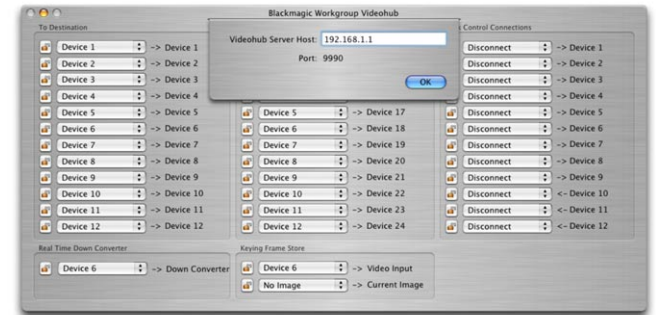 Blackmagic Workgroup Videohub
To Destination
Control Connections
Videohub Server Host: 192.168.1.1
Port: 9990
OK
Device 1 -> Device 1
Device 2 -> Device 2
Device 3 -> Device 3
Device 4 -> Device 4
Device 5 -> Device 5
Device 6 -> Device 6
Device 7 -> Device 7
Device 8 -> Device 8
Device 9 -> Device 9
Device 10 -> Device 10
Device 11 -> Device 11
Device 12 -> Device 12
Device 5 -> Device 17
Device 6 -> Device 18
Device 7 -> Device 19
Device 8 -> Device 20
Device 9 -> Device 21
Device 10 -> Device 22
Device 11 -> Device 23
Device 12 -> Device 24
Disconnect -> Device 1
Disconnect -> Device 2
Disconnect -> Device 3
Disconnect -> Device 4
Disconnect -> Device 5
Disconnect -> Device 6
Disconnect -> Device 7
Disconnect -> Device 8
Disconnect -> Device 9
Disconnect <- Device 10
Disconnect <- Device 11
Disconnect <- Device 12
Real Time Down Converter
Device 6 -> Down Converter
Keying Frame Store
Device 6 -> Video Input
No Image -> Current Image